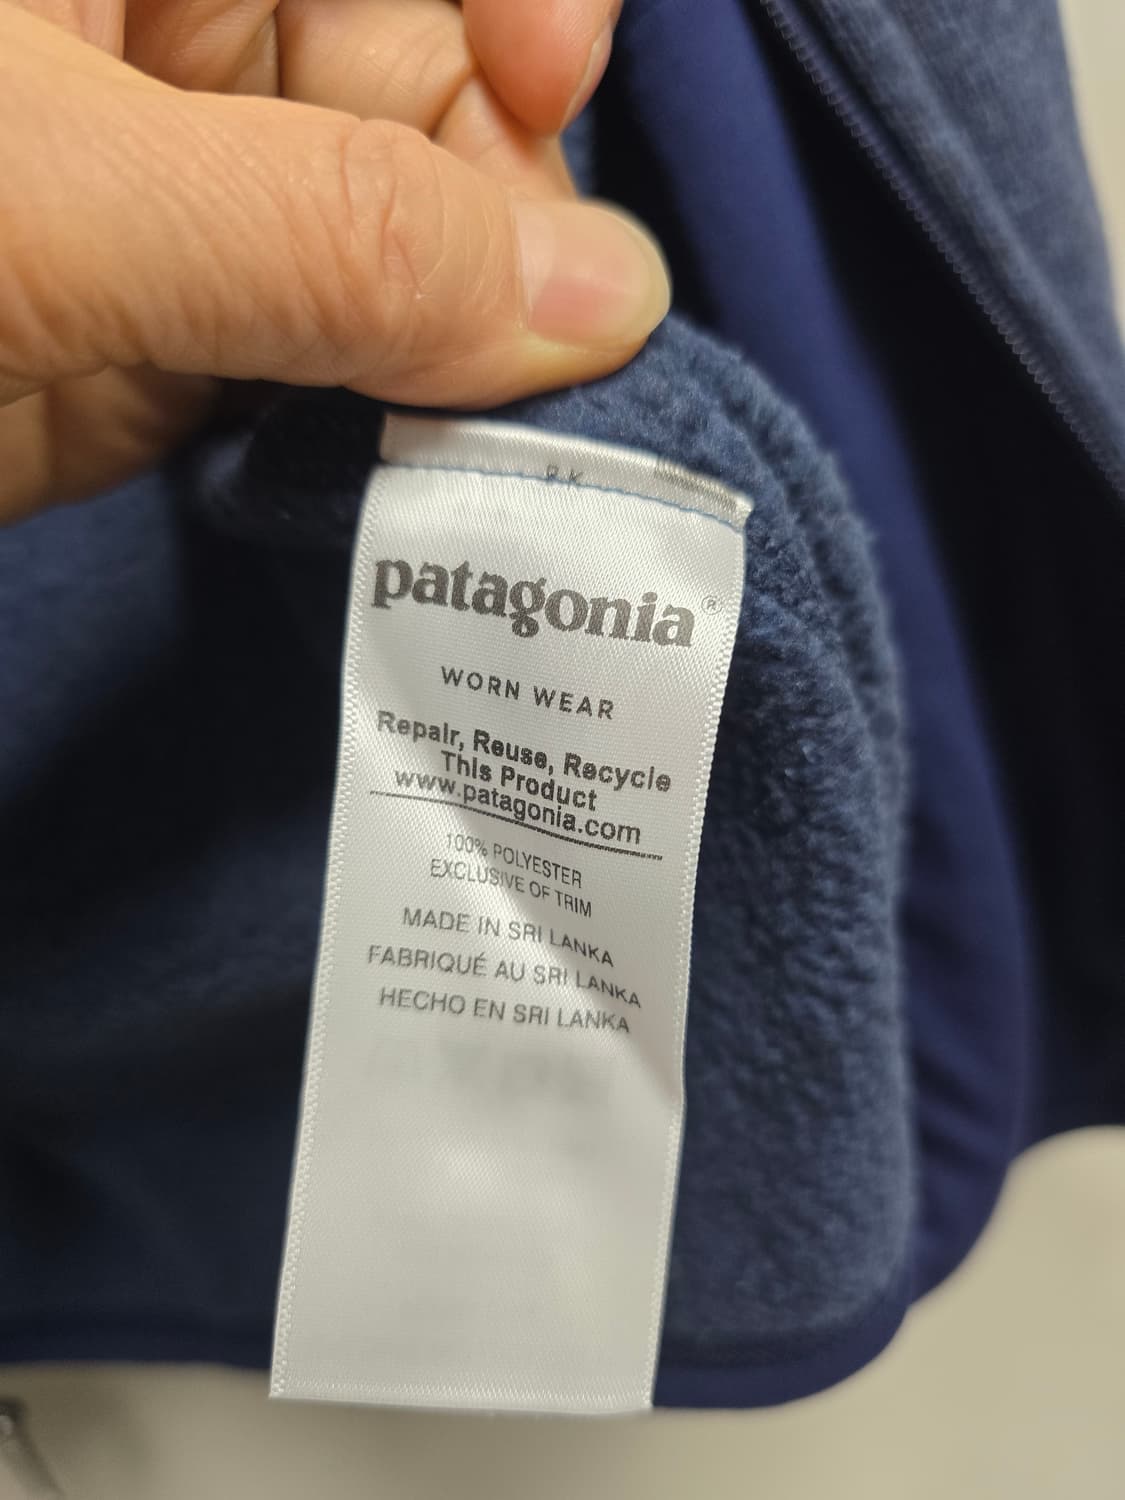 patagonia®
WORN WEAR
Repair, Reuse, Recycle
This Product
www.patagonia.com
100% POLYESTER
EXCLUSIVE OF TRIM
MADE IN SRI LANKA
FABRIQUÉ AU SRI LANKA
HECHO EN SRI LANKA